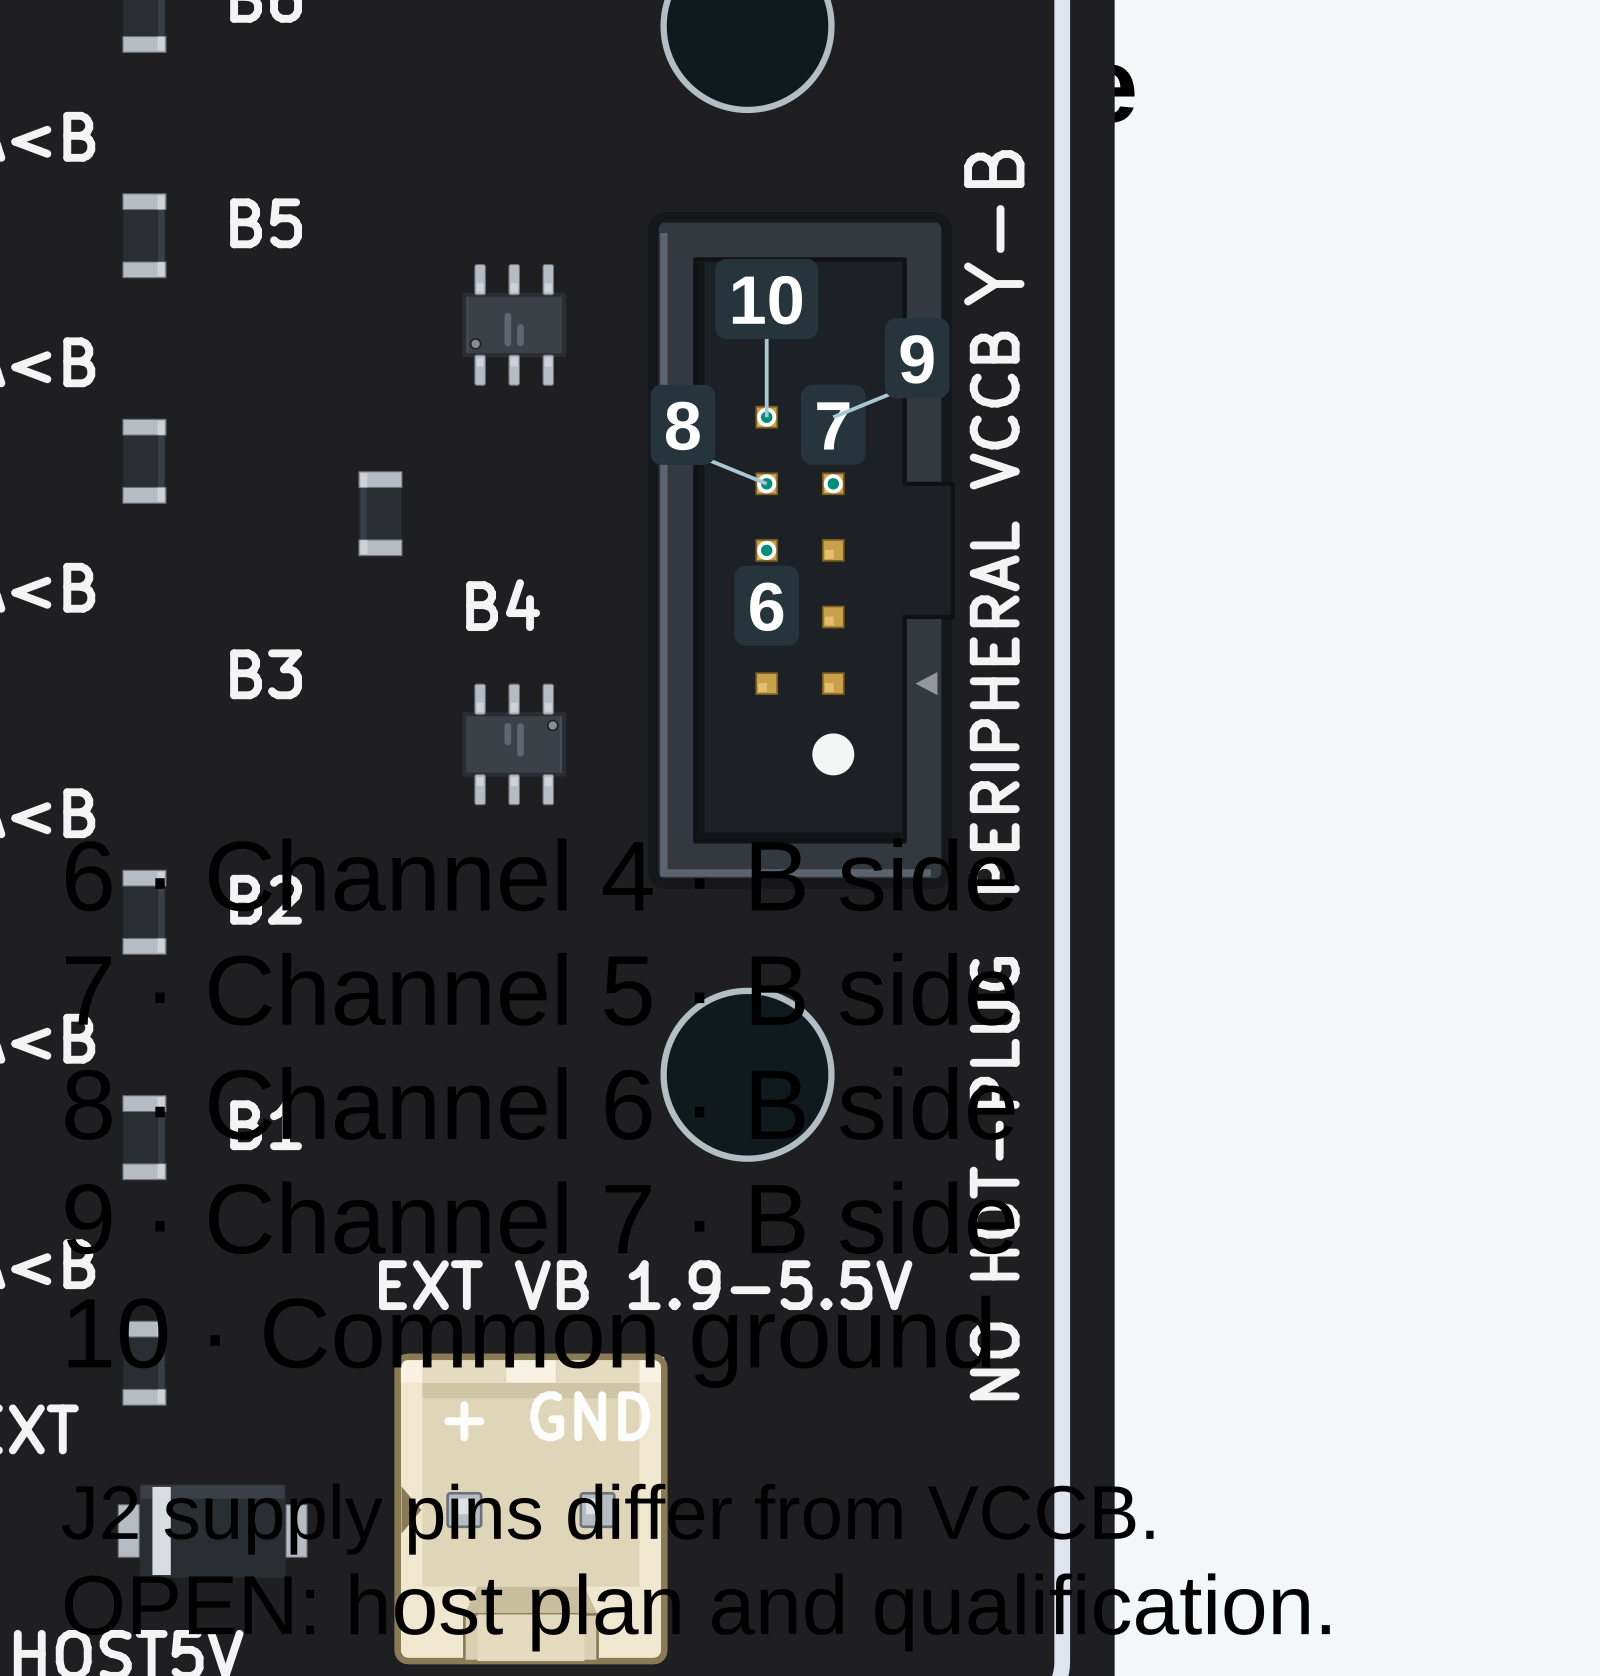 B6
e
<B
B5
10
9
8
7
<B
6
B4
<B
B3
VCCB Y-B
NO HOT-PLUG PERIPHERAL
<B
6 · Channel 4 · B side
B2
7 · Channel 5 · B side
<B
8 · Channel 6 · B side
B1
9 · Channel 7 · B side
<B
EXT VB 1.9-5.5V
10 · Common ground
+ GND
EXT
J2 supply pins differ from VCCB.
OPEN: host plan and qualification.
HOST5V